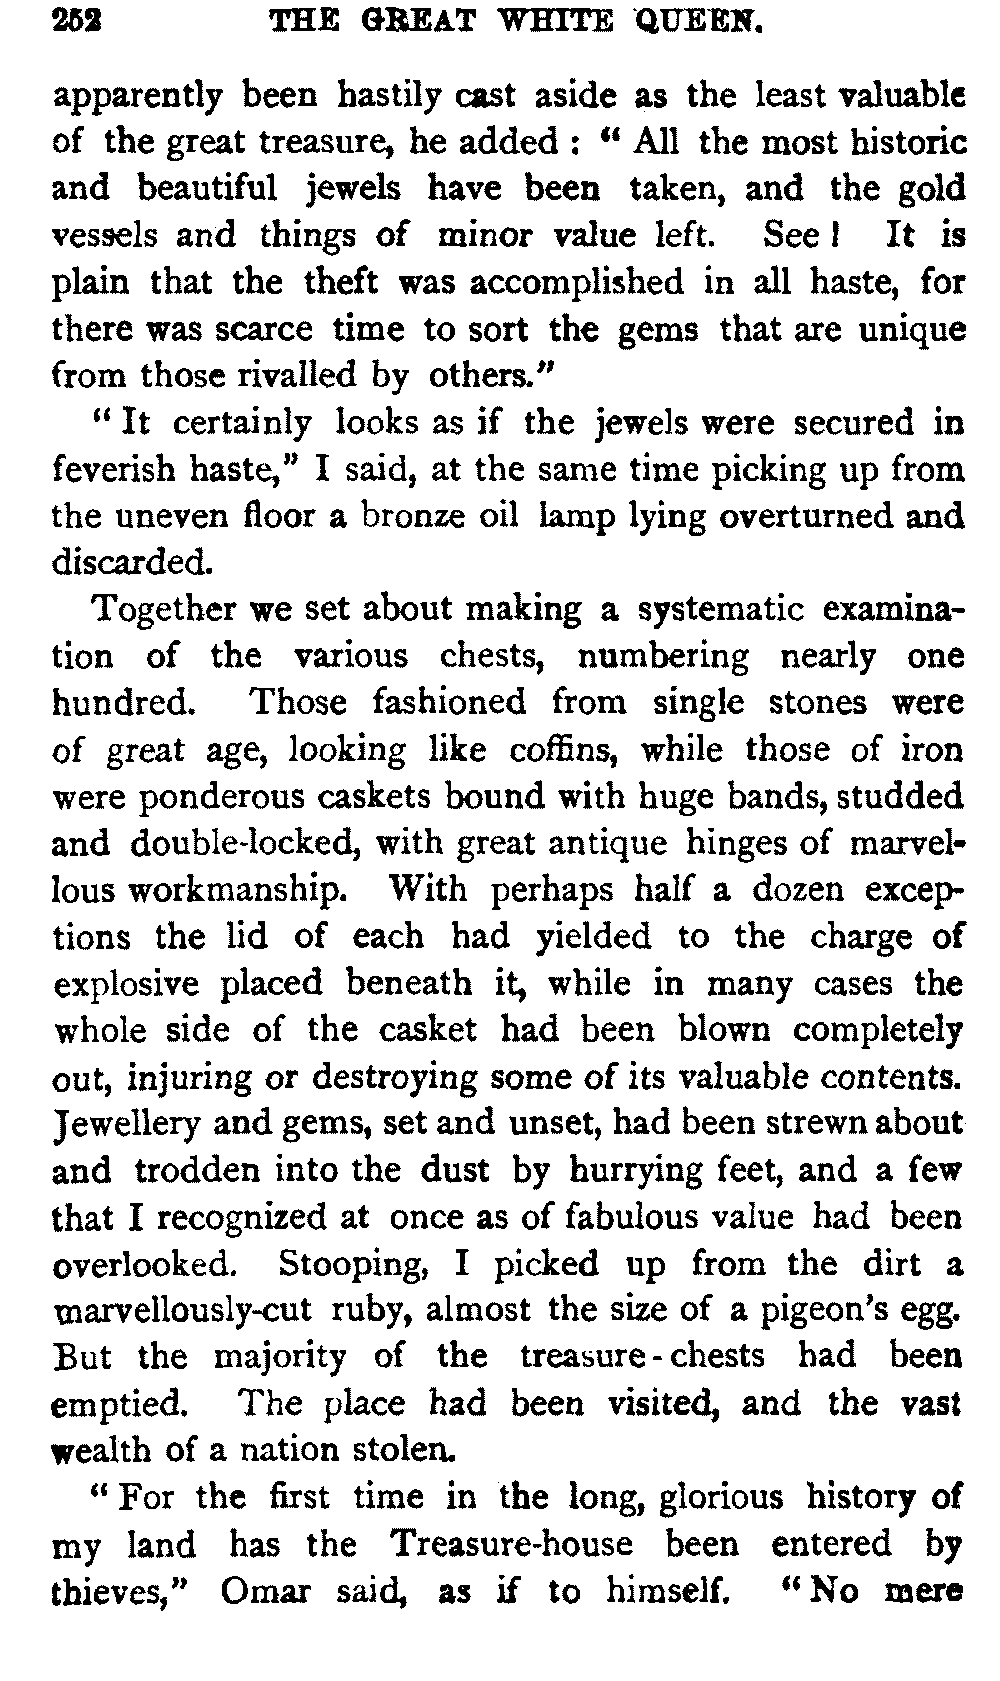 252 THE GREAT WHITE QUEEN.
apparently been hastily cast aside as the least valuable
of the great treasure, he added : “ All the most historic
and beautiful jewels have been taken, and the gold
vessels and things of minor value left. See ! It is
plain that the theft was accomplished in all haste, for
there was scarce time to sort the gems that are unique
from those rivalled by others.”
“ It certainly looks as if the jewels were secured in
feverish haste,” I said, at the same time picking up from
the uneven floor a bronze oil lamp lying overturned and
discarded.
Together we set about making a systematic examina-
tion of the various chests, numbering nearly one
hundred. Those fashioned from single stones were
of great age, looking like coffins, while those of iron
were ponderous caskets bound with huge bands, studded
and double-locked, with great antique hinges of marvel-
lous workmanship. With perhaps half a dozen excep-
tions the lid of each had yielded to the charge of
explosive placed beneath it, while in many cases the
whole side of the casket had been blown completely
out, injuring or destroying some of its valuable contents.
Jewellery and gems, set and unset, had been strewn about
and trodden into the dust by hurrying feet, and a few
that I recognized at once as of fabulous value had been
overlooked. Stooping, I picked up from the dirt a
marvellously-cut ruby, almost the size of a pigeon’s egg.
But the majority of the treasure - chests had been
emptied. The place had been visited, and the vast
wealth of a nation stolen.
“ For the first time in the long, glorious history of
my land has the Treasure-house been entered by
thieves,” Omar said, as if to himself. “ No mere